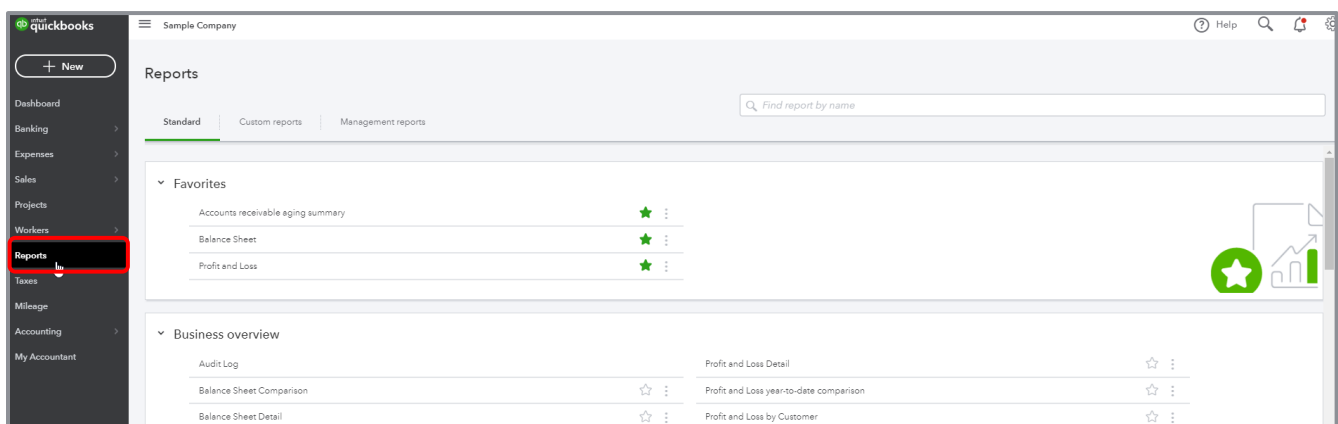 intuit
quickbooks
Sample Company
Help
+ New
Reports
Find report by name
Standard
Custom reports
Management reports
Dashboard
Banking
Expenses
Sales
Projects
Workers
Reports
Taxes
Mileage
Accounting
My Accountant
Favorites
Accounts receivable aging summary
Balance Sheet
Profit and Loss
Business overview
Audit Log
Profit and Loss Detail
Balance Sheet Comparison
Profit and Loss year-to-date comparison
Balance Sheet Detail
Profit and Loss by Customer